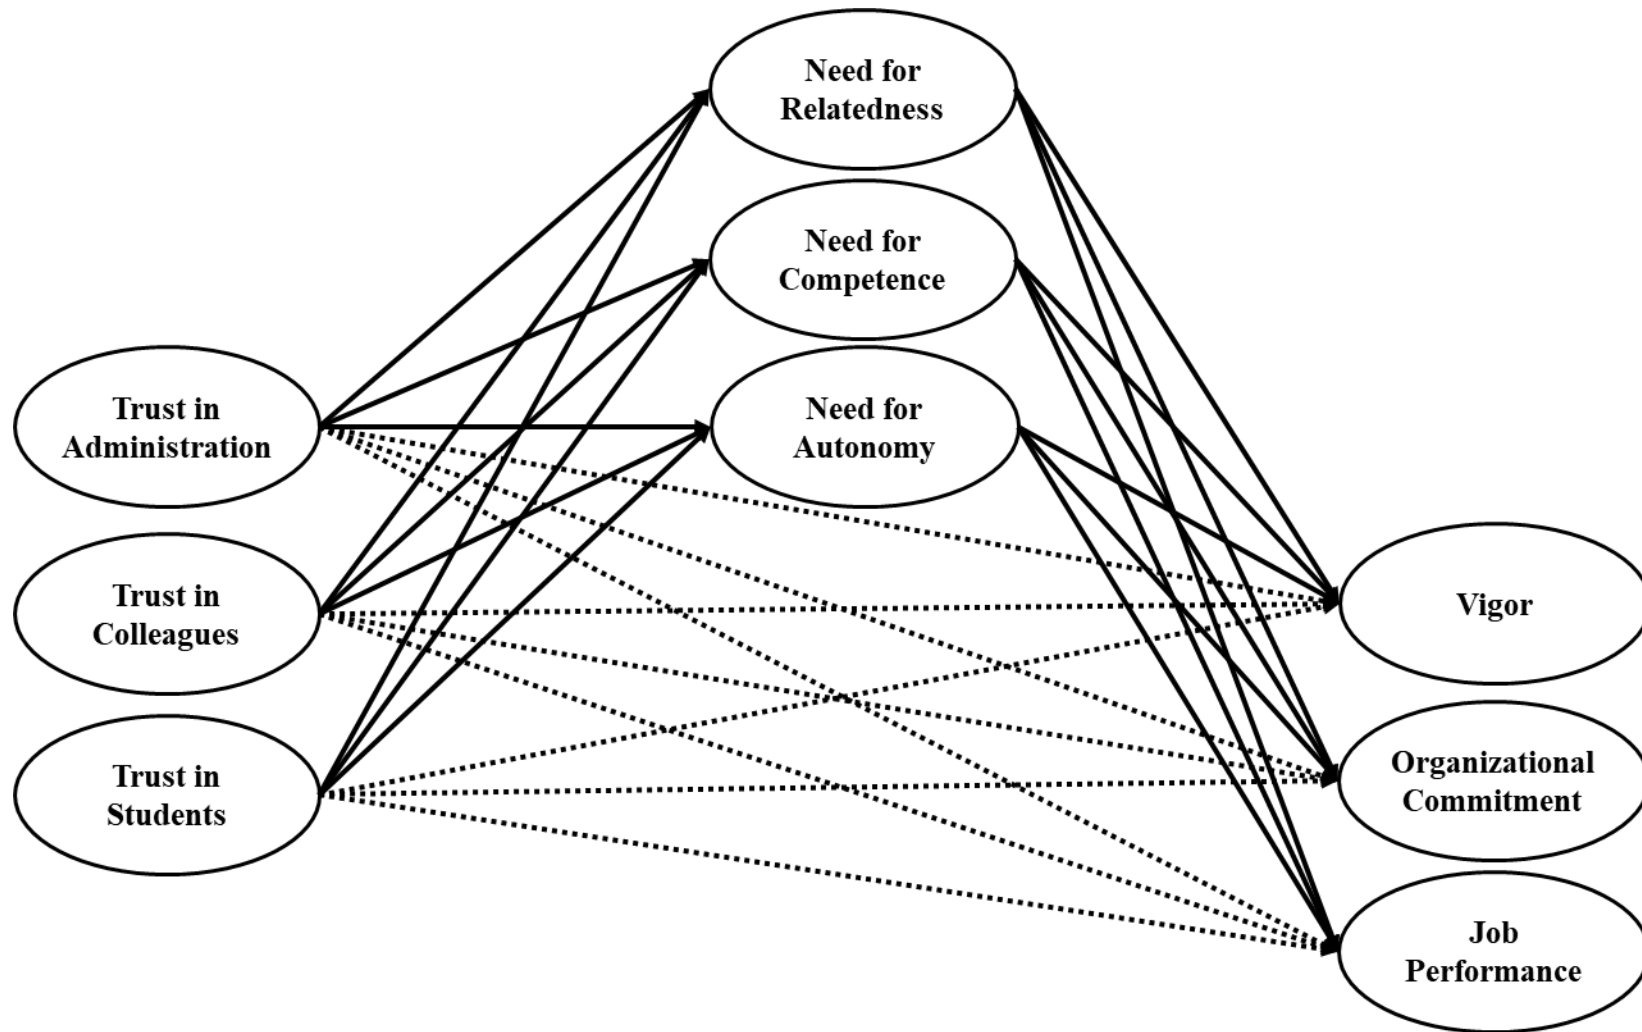 Need for
Relatedness
Need for
Competence
Need for
Autonomy
Trust in
Administration
Trust in
Colleagues
Trust in
Students
Vigor
Organizational
Commitment
Job
Performance